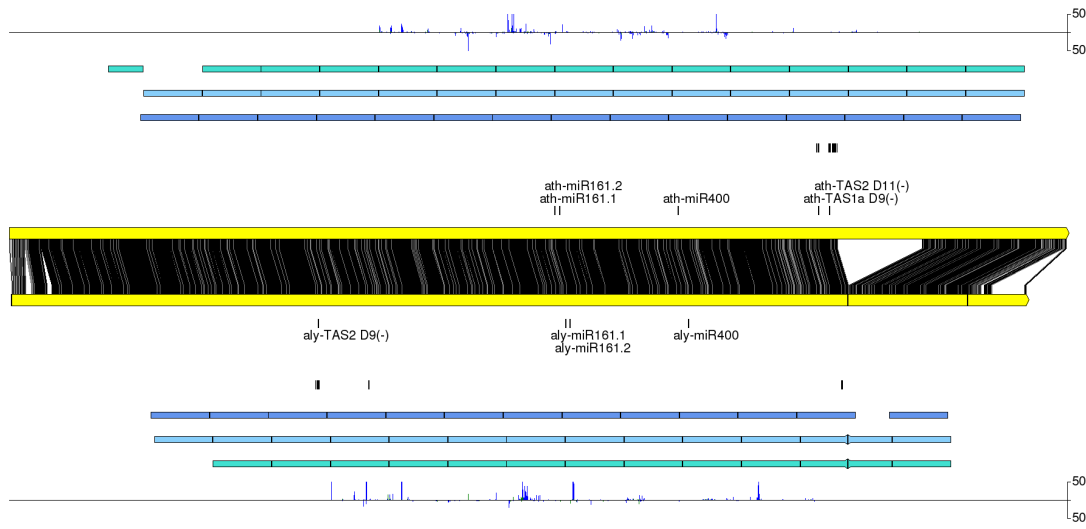 50
50
ath-miR161.2
ath-TAS2 D11(-)
ath-miR161.1
ath-miR400
ath-TAS1a D9(-)
aly-TAS2 D9(-)
aly-miR161.1
aly-miR400
aly-miR161.2
50
50